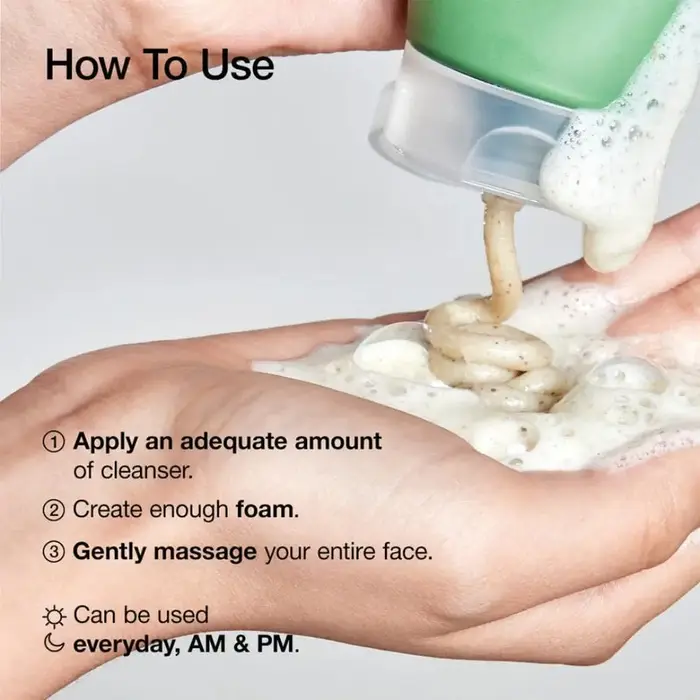 How To Use
① Apply an adequate amount
of cleanser.
② Create enough foam.
③ Gently massage your entire face.
Can be used
everyday, AM & PM.